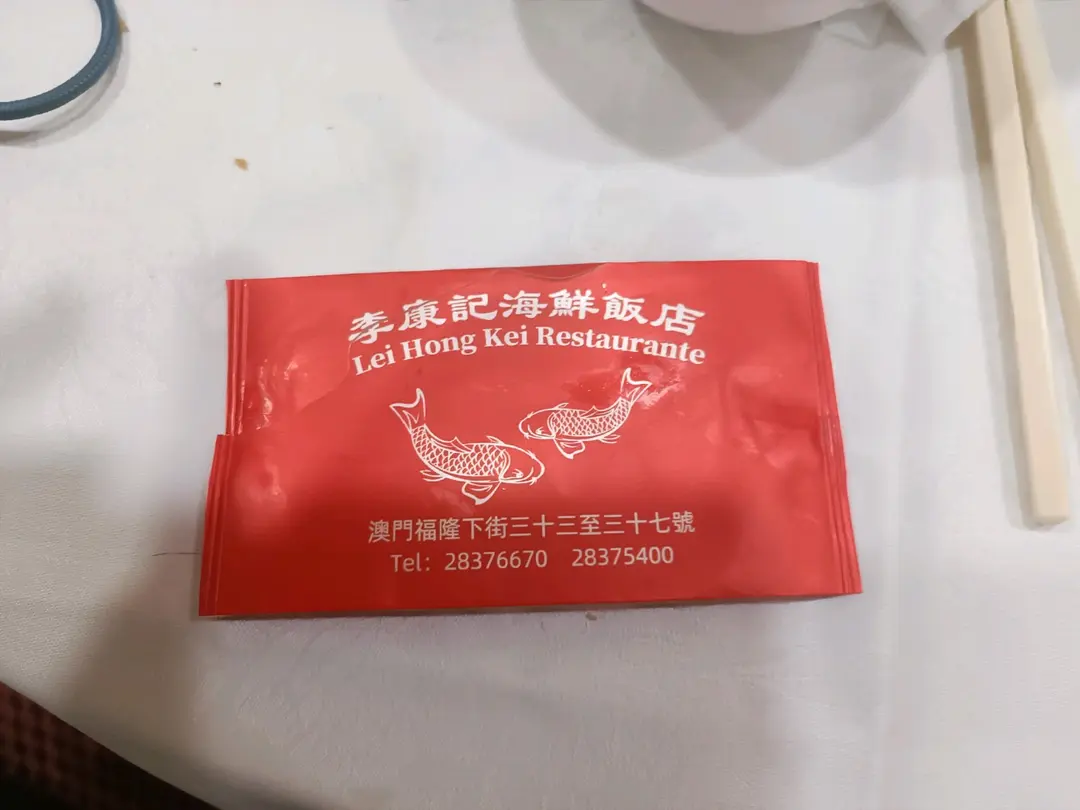 李康記海鮮飯店
Lei Hong Kei Restaurante
澳門福隆下街三十三至三十七號
Tel: 28376670 28375400